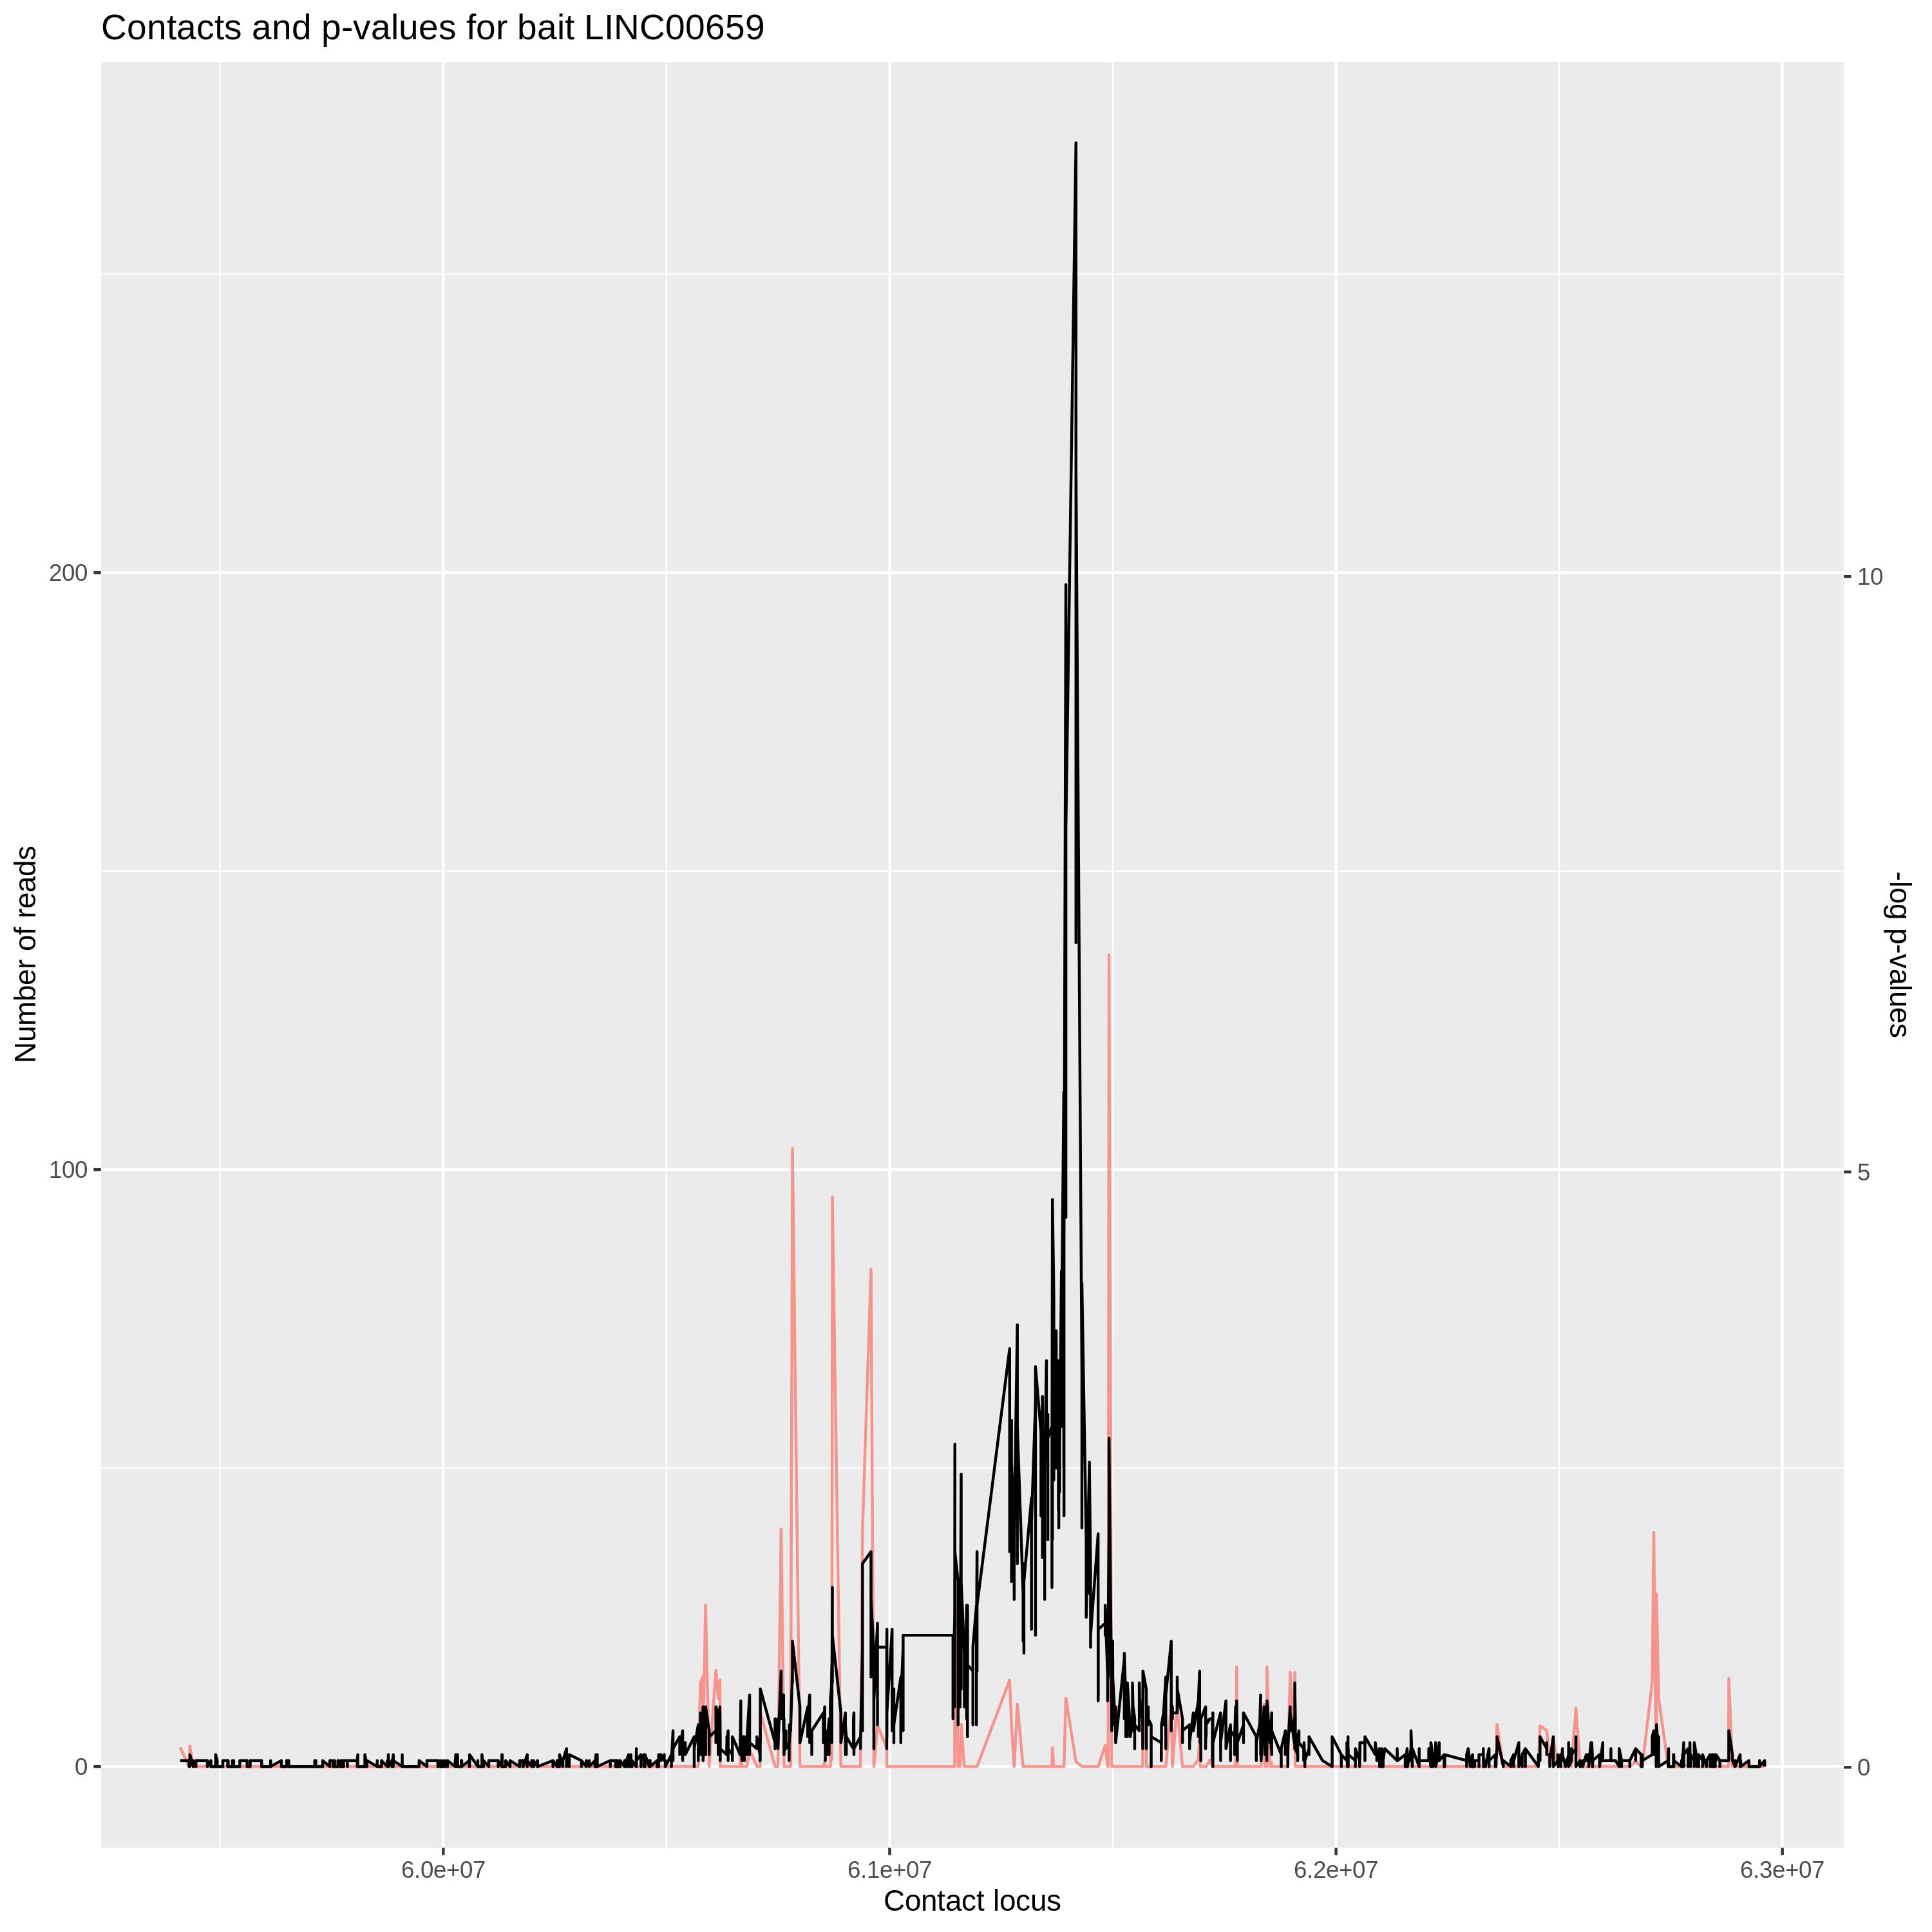 Contacts and p-values for bait LINC00659
Number of reads
200
100
0
10
5
0
-log p-values
6.0e+07
6.1e+07
6.2e+07
6.3e+07
Contact locus